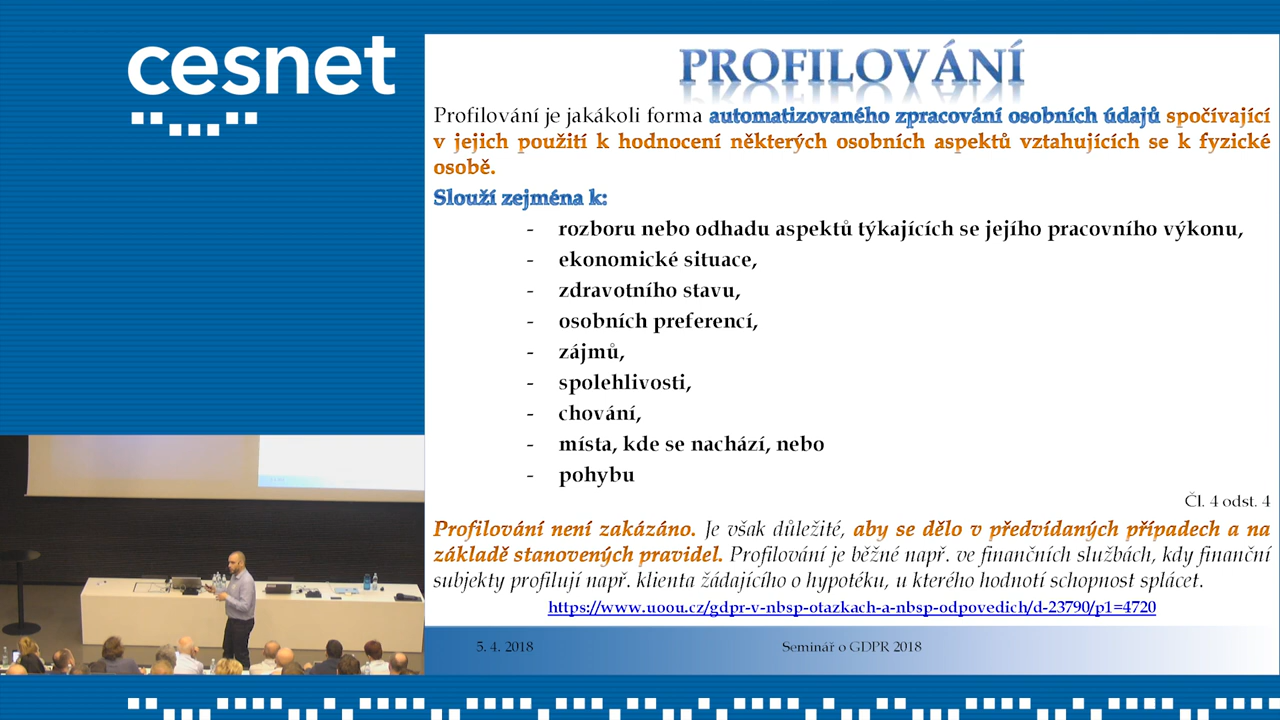 cesnet
PROFILOVÁNÍ
Profilování je jakákoli forma automatizovaného zpracování osobních údajů spočívající
v jejich použití k hodnocení některých osobních aspektů vztahujících se k fyzické
osobě.
Slouží zejména k:
- rozboru nebo odhadu aspektů týkajících se jejího pracovního výkonu,
- ekonomické situace,
- zdravotního stavu,
- osobních preferencí,
- zájmů,
- spolehlivosti,
- chování,
- místa, kde se nachází, nebo
- pohybu
Čl. 4 odst. 4
Profilování není zakázáno. Je však důležité, aby se dělo v předvídaných případech a na
základě stanovených pravidel. Profilování je běžné např. ve finančních službách, kdy finanční
subjekty profilují např. klienta žádajícího o hypotéku, u kterého hodnotí schopnost splácet.
https://www.uoou.cz/gdpr-v-nbsp-otazkach-a-nbsp-odpovedich/d-23790/p1=4720
5. 4. 2018
Seminář o GDPR 2018